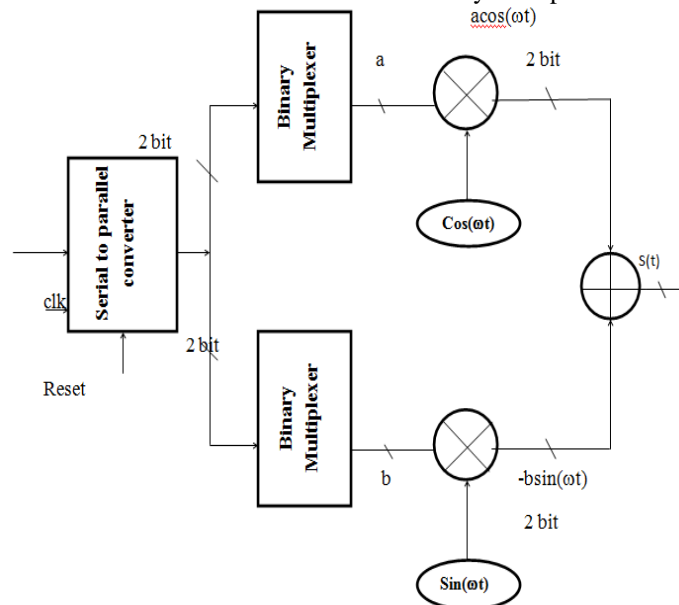 acos(ωt)
a
2 bit
Binary
Multiplexer
2 bit
Cos(ωt)
Serial to parallel
converter
S(t)
clk
2 bit
Reset
Binary
Multiplexer
b
-bsin(ωt)
2 bit
Sin(ωt)